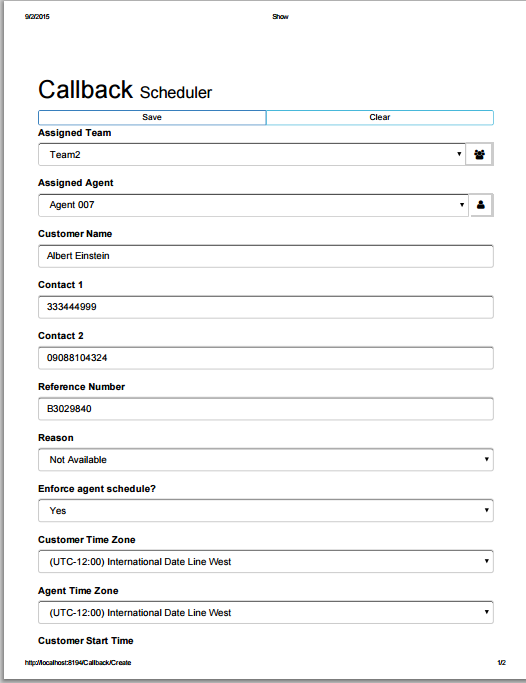 9/2/2015 Show
Callback Scheduler
Save Clear
Assigned Team
Team2
Assigned Agent
Agent 007
Customer Name
Albert Einstein
Contact 1
333444999
Contact 2
09088104324
Reference Number
B3029840
Reason
Not Available
Enforce agent schedule?
Yes
Customer Time Zone
(UTC-12:00) International Date Line West
Agent Time Zone
(UTC-12:00) International Date Line West
Customer Start Time
http://localhost:8194/Callback/Create 1/2